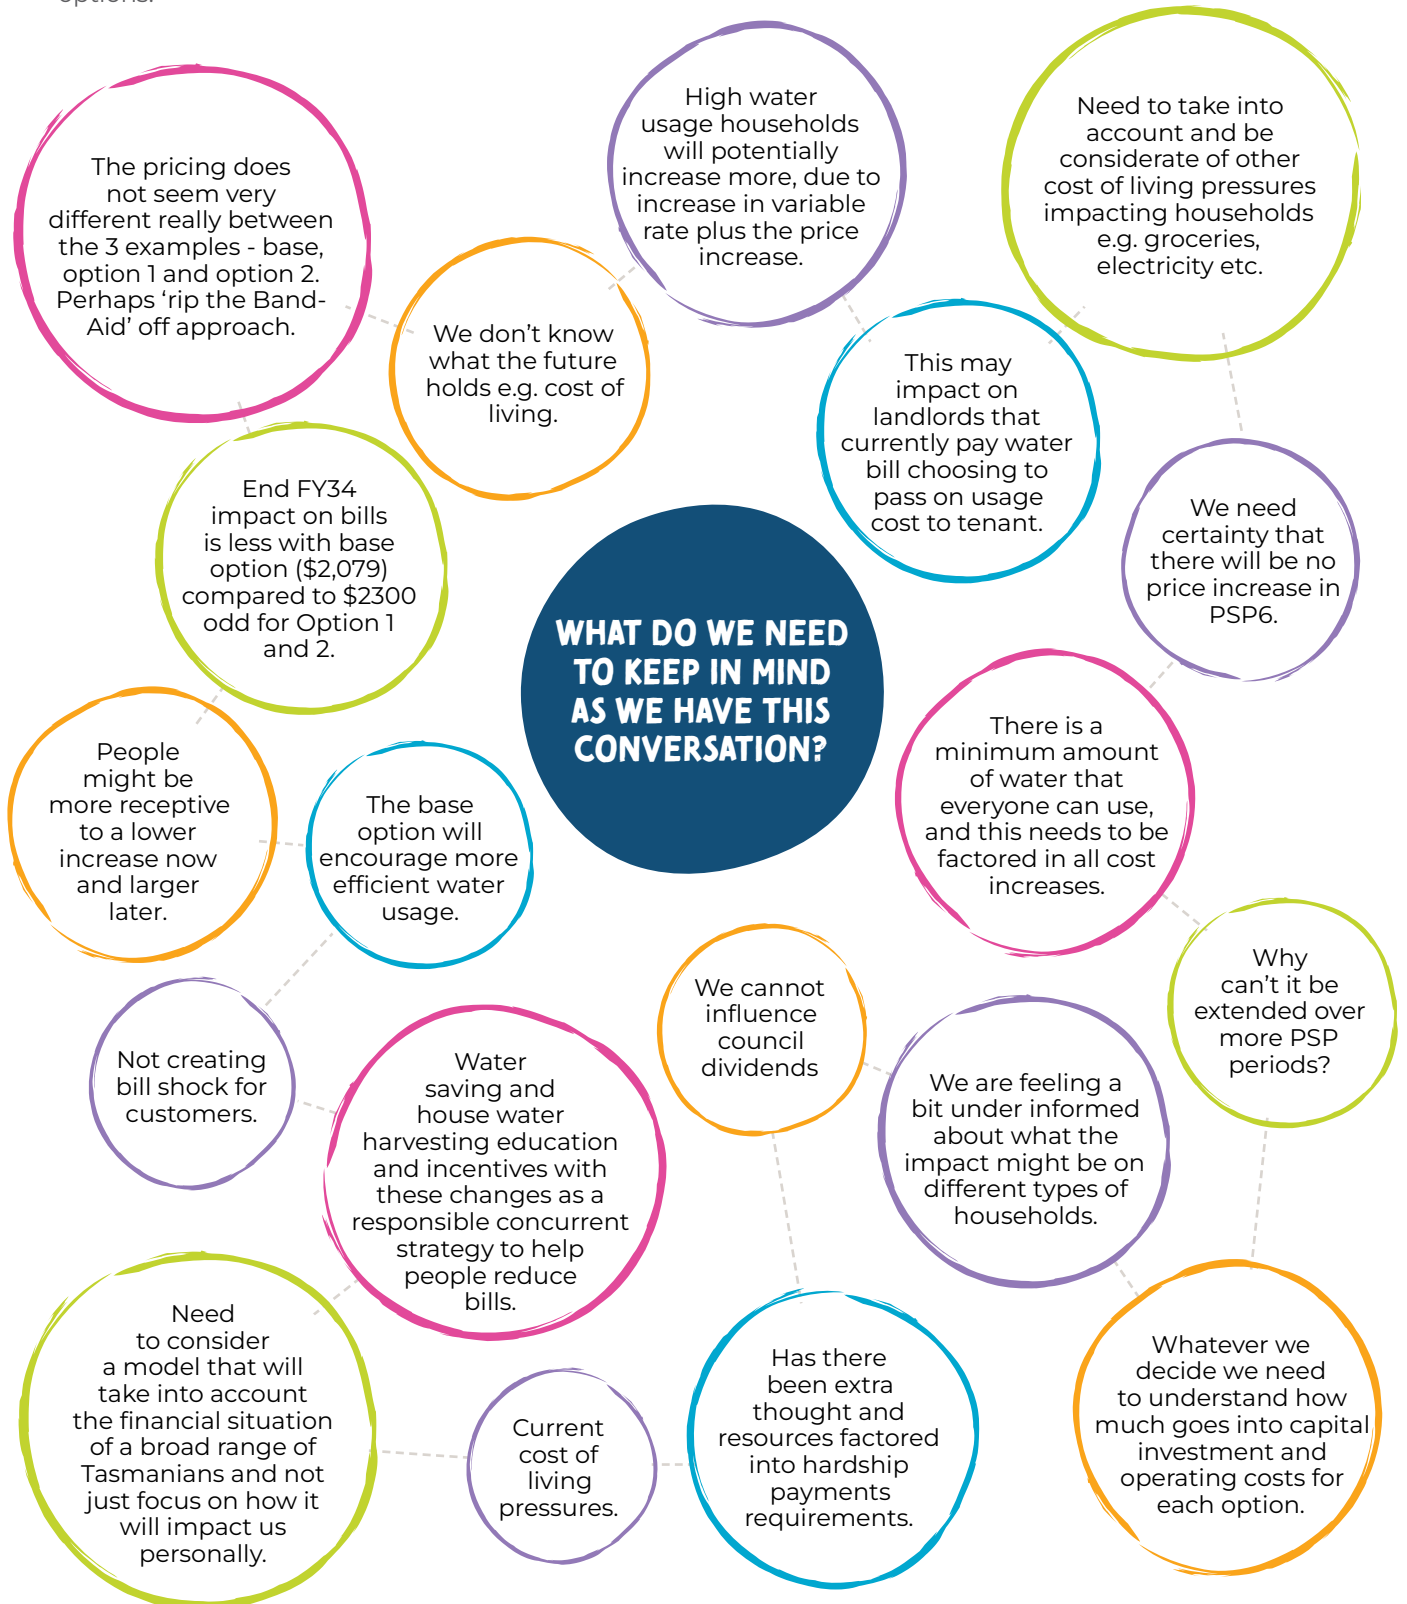 options.
The pricing does
not seem very
different really between
the 3 examples - base,
option 1 and option 2.
Perhaps ‘rip the Band-
Aid’ off approach.
We don’t know
what the future
holds e.g. cost of
living.
High water
usage households
will potentially
increase more, due to
increase in variable
rate plus the price
increase.
This may
impact on
landlords that
currently pay water
bill choosing to
pass on usage
cost to tenant.
Need to take into
account and be
considerate of other
cost of living pressures
impacting households
e.g. groceries,
electricity etc.
We need
certainty that
there will be no
price increase in
PSP6.
End FY34
impact on bills
is less with base
option ($2,079)
compared to $2300
odd for Option 1
and 2.
WHAT DO WE NEED
TO KEEP IN MIND
AS WE HAVE THIS
CONVERSATION?
There is a
minimum amount
of water that
everyone can use,
and this needs to be
factored in all cost
increases.
People
might be
more receptive
to a lower
increase now
and larger
later.
The base
option will
encourage more
efficient water
usage.
Why
can’t it be
extended over
more PSP
periods?
Not creating
bill shock for
customers.
Water
saving and
house water
harvesting education
and incentives with
these changes as a
responsible concurrent
strategy to help
people reduce
bills.
We cannot
influence
council
dividends
We are feeling a
bit under informed
about what the
impact might be on
different types of
households.
Need
to consider
a model that will
take into account
the financial situation
of a broad range of
Tasmanians and not
just focus on how it
will impact us
personally.
Current
cost of
living
pressures.
Has there
been extra
thought and
resources factored
into hardship
payments
requirements.
Whatever we
decide we need
to understand how
much goes into capital
investment and
operating costs for
each option.